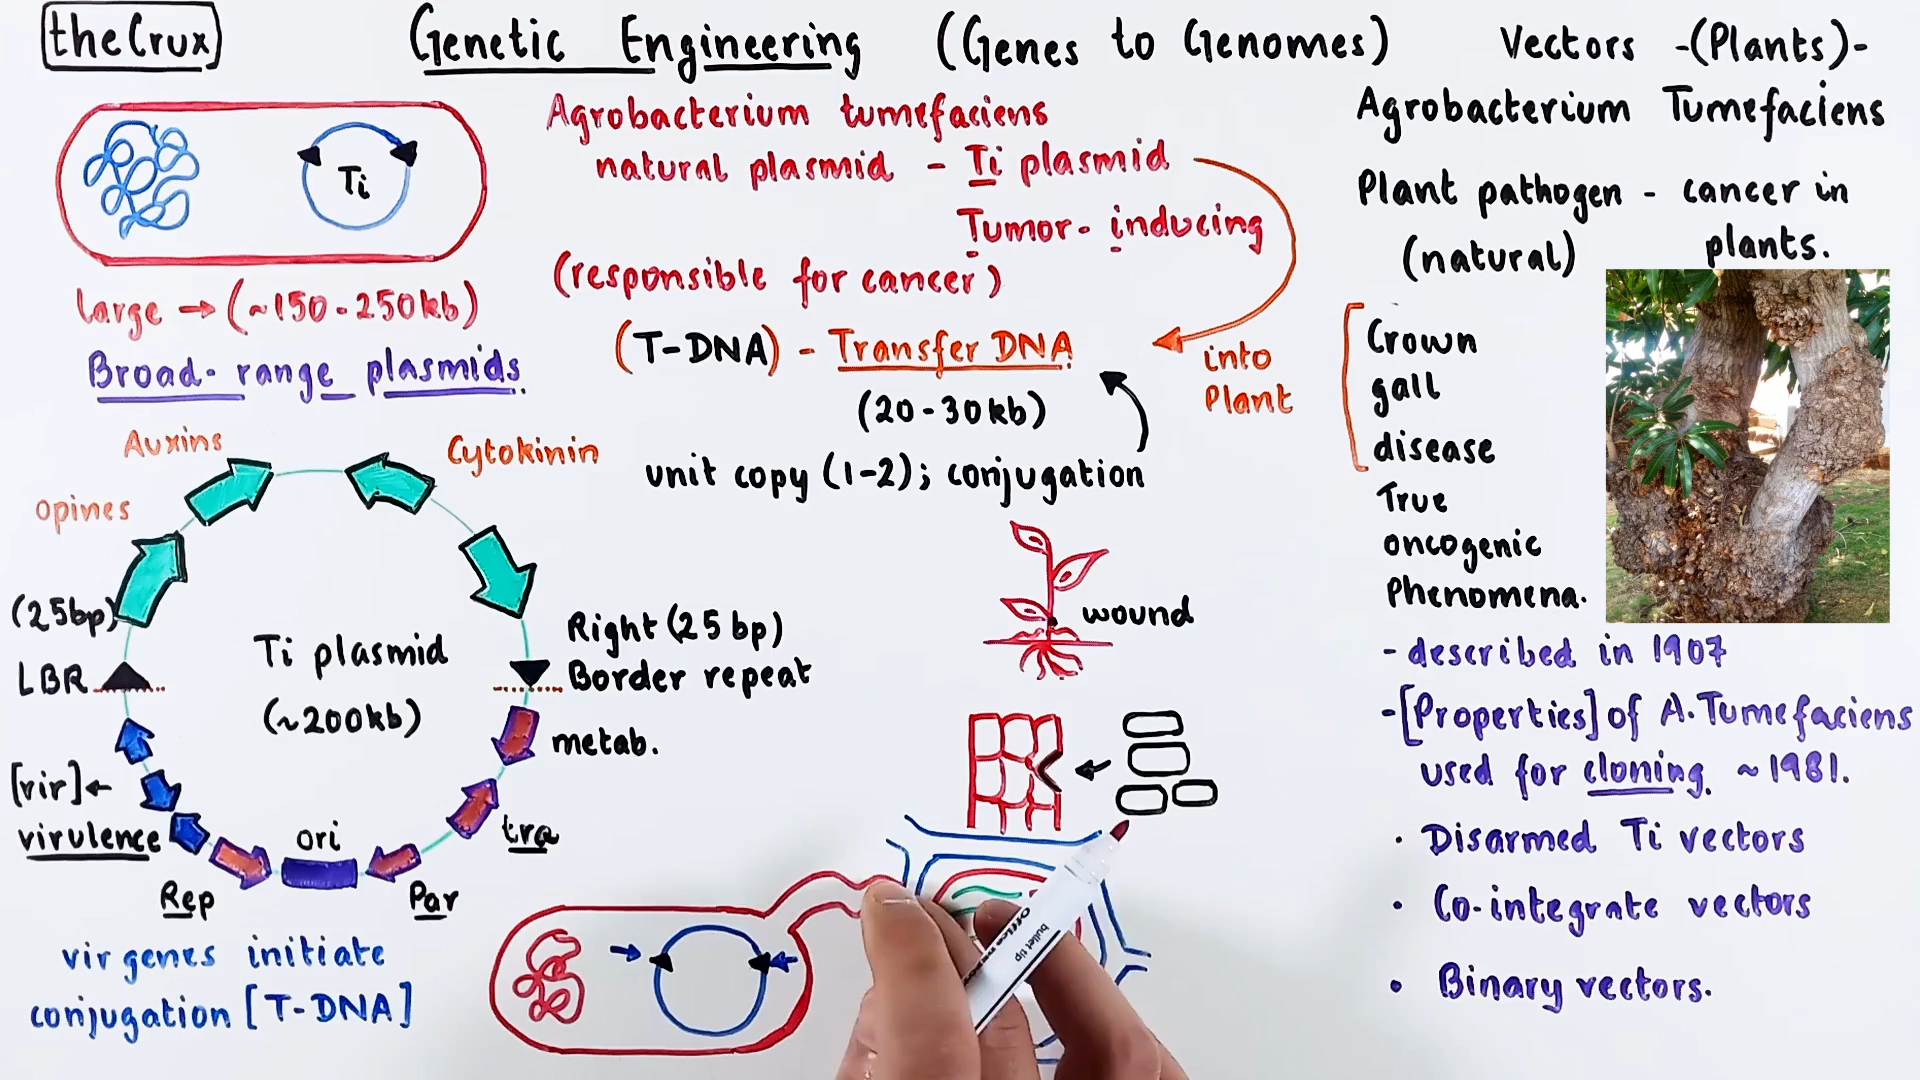 theCrux
Genetic Engineering (Genes to Genomes)
Vectors -(Plants)-
Ti
large → (~150-250kb)
Broad-range plasmids.
Agrobacterium tumefaciens
natural plasmid - Ti plasmid
Tumor-inducing
(responsible for cancer)
(T-DNA) - Transfer DNA
into
Plant
(20-30kb)
unit copy (1-2); conjugation
Auxins
Cytokinin
opines
(25bp)
LBR
Ti plasmid
(~200kb)
Right (25 bp)
Border repeat
metab.
[vir]←
virulence
ori
tra
Rep
Par
vir genes initiate
conjugation [T-DNA]
wound
office
bullet tip
Agrobacterium Tumefaciens
Plant pathogen - cancer in
(natural) plants.
Crown
gall
disease
True
oncogenic
Phenomena.
- described in 1907
- [Properties] of A.Tumefaciens
used for cloning. ~1981.
• Disarmed Ti vectors
• Co-integrate vectors
• Binary vectors.